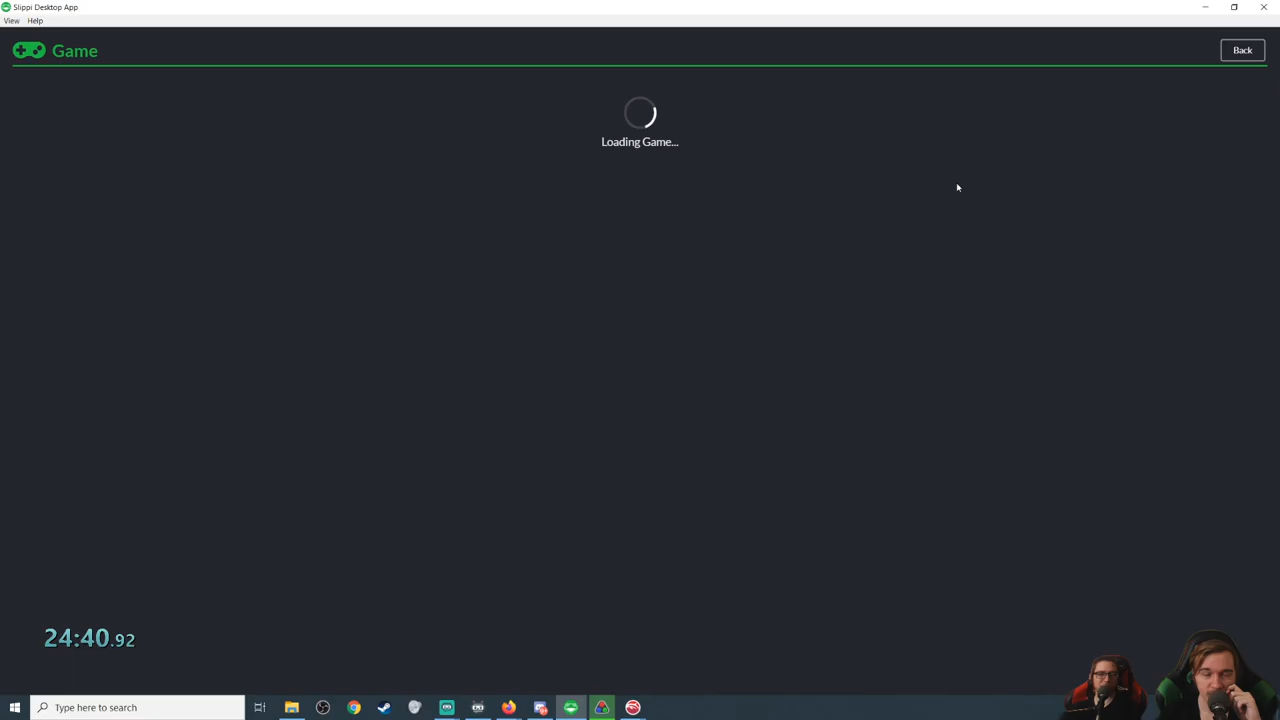 Slippi Desktop App
View Help
Game
Back
Loading Game...
24:40.92
Type here to search